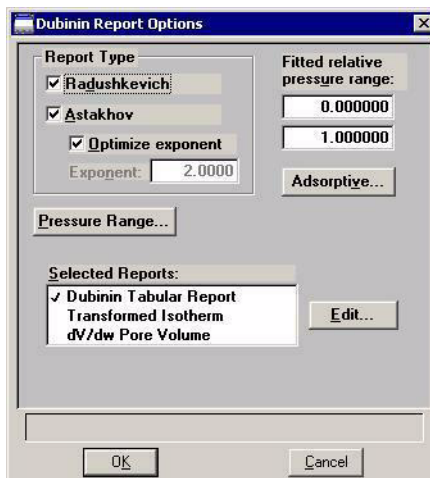 Dubinin Report Options
Report Type
Radushkevich
Astakhov
Optimize exponent
Exponent: 2.0000
Fitted relative
pressure range:
0.000000
1.000000
Adsorptive...
Pressure Range...
Selected Reports:
Dubinin Tabular Report
Transformed Isotherm
dV/dw Pore Volume
Edit...
OK
Cancel